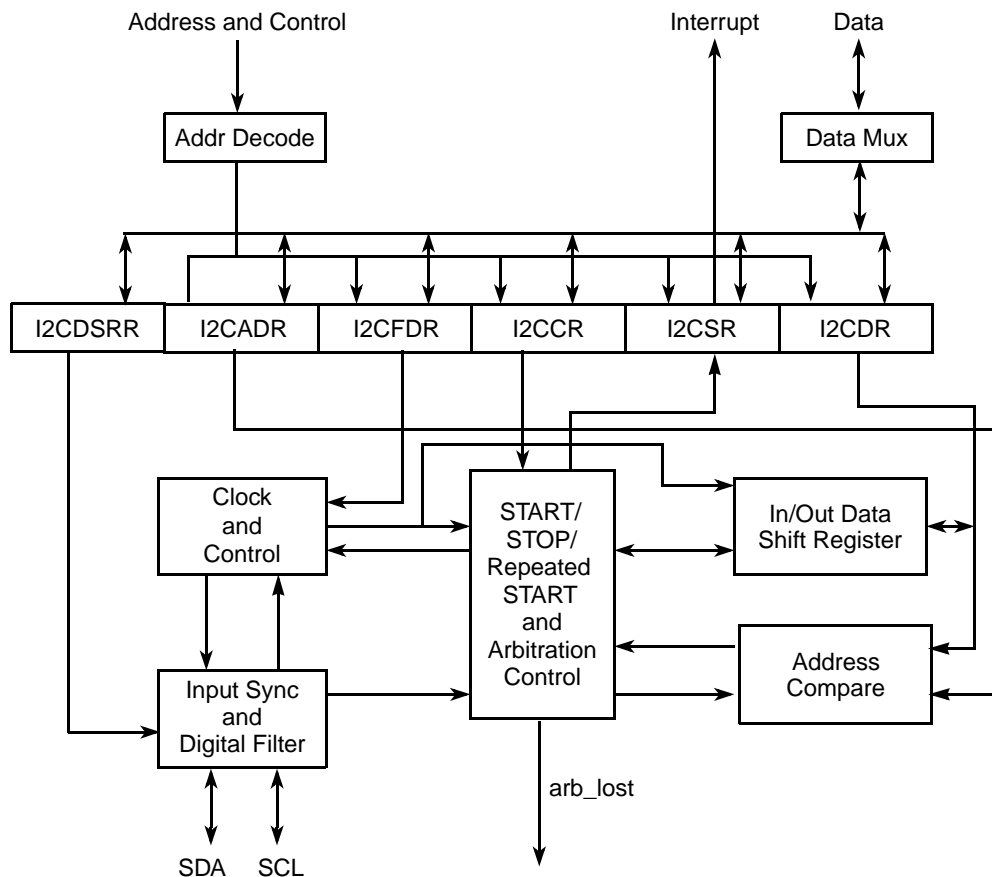 Address and Control
Interrupt
Data
Addr Decode
Data Mux
I2CDSRR
I2CADR
I2CFDR
I2CCR
I2CSR
I2CDR
Clock
and
Control
START/
STOP/
Repeated
START
and
Arbitration
Control
In/Out Data
Shift Register
Address
Compare
Input Sync
and
Digital Filter
arb_lost
SDA
SCL